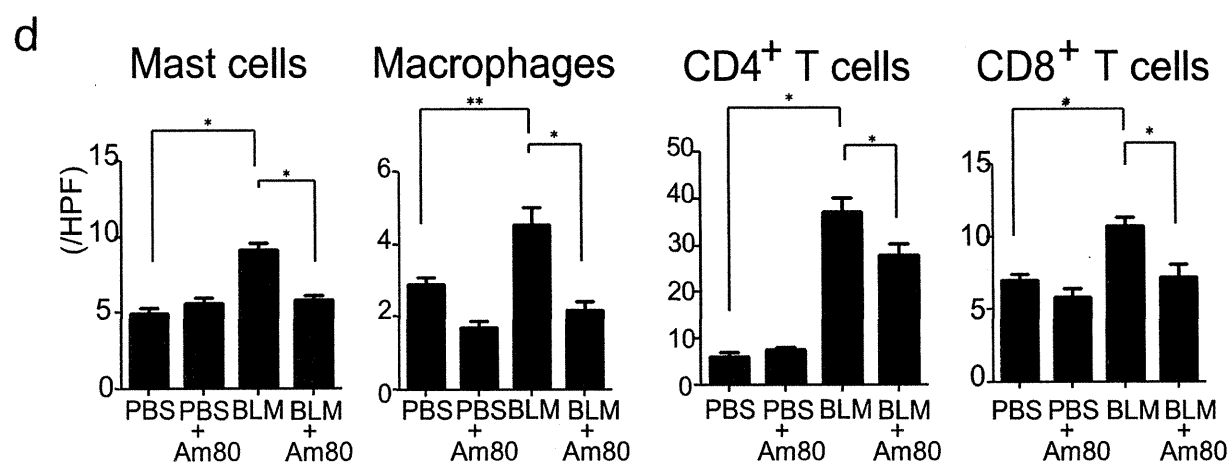 d
Mast cells
Macrophages
CD4+ T cells
CD8+ T cells
* *
** *
* *
* *
(/HPF)
15
10
5
0
PBS PBS + Am80 BLM BLM + Am80
6
4
2
0
PBS PBS + Am80 BLM BLM + Am80
50
40
30
20
10
0
PBS PBS + Am80 BLM BLM + Am80
15
10
5
0
PBS PBS + Am80 BLM BLM + Am80